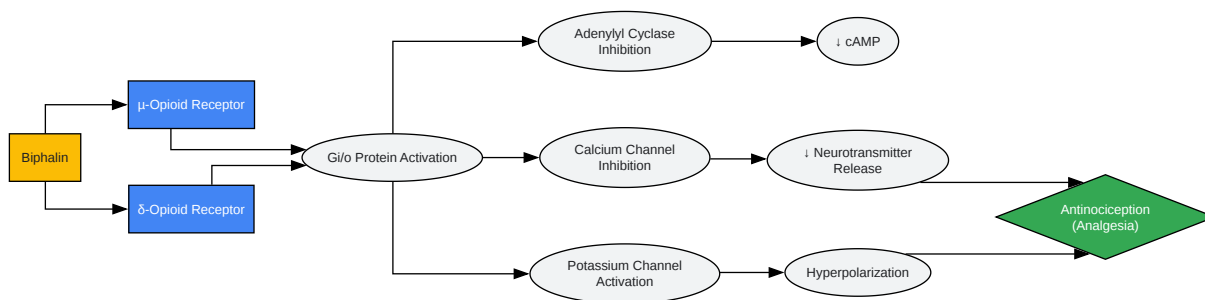 Biphalin
µ-Opioid Receptor
δ-Opioid Receptor
Gi/o Protein Activation
Adenylyl Cyclase
Inhibition
↓ cAMP
Calcium Channel
Inhibition
↓ Neurotransmitter
Release
Potassium Channel
Activation
Hyperpolarization
Antinociception
(Analgesia)